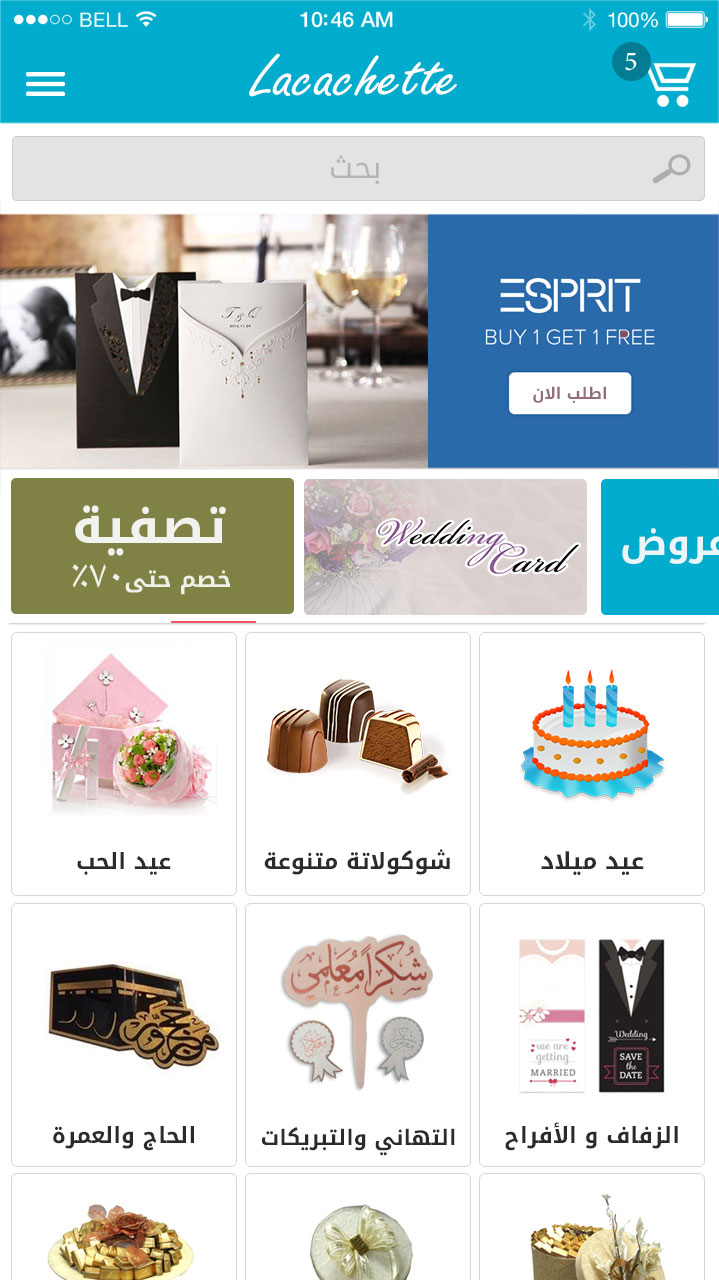 BELL
10:46 AM
100%
Lacachette
5
بحث
T & Q
ESPRIT
BUY 1 GET 1 FREE
اطلب الان
عروض
Wedding
Card
تصفية
خصم حتى ٧٠٪
عيد ميلاد
شوكولاتة متنوعة
عيد الحب
Wedding
SAVE
the
DATE
we are
getting
MARRIED
الزفاف و الأفراح
شكراً معلمي
التهاني والتبريكات
الحاج والعمرة